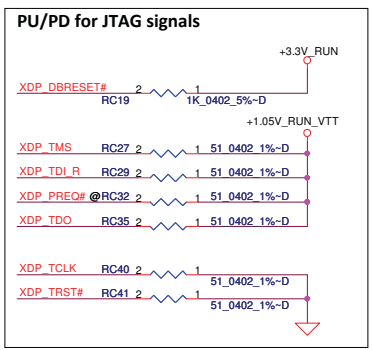 PU/PD for JTAG signals
+3.3V_RUN
XDP_DBRESET# 2 1
RC19 1K_0402_5%~D
+1.05V_RUN_VTT
XDP_TMS RC27 2 1 51_0402_1%~D
XDP_TDI_R RC29 2 1 51_0402_1%~D
XDP_PREQ# @RC32 2 1 51_0402_1%~D
XDP_TDO RC35 2 1 51_0402_1%~D
XDP_TCLK RC40 2 1
51_0402_1%~D
XDP_TRST# RC41 2 1
51_0402_1%~D